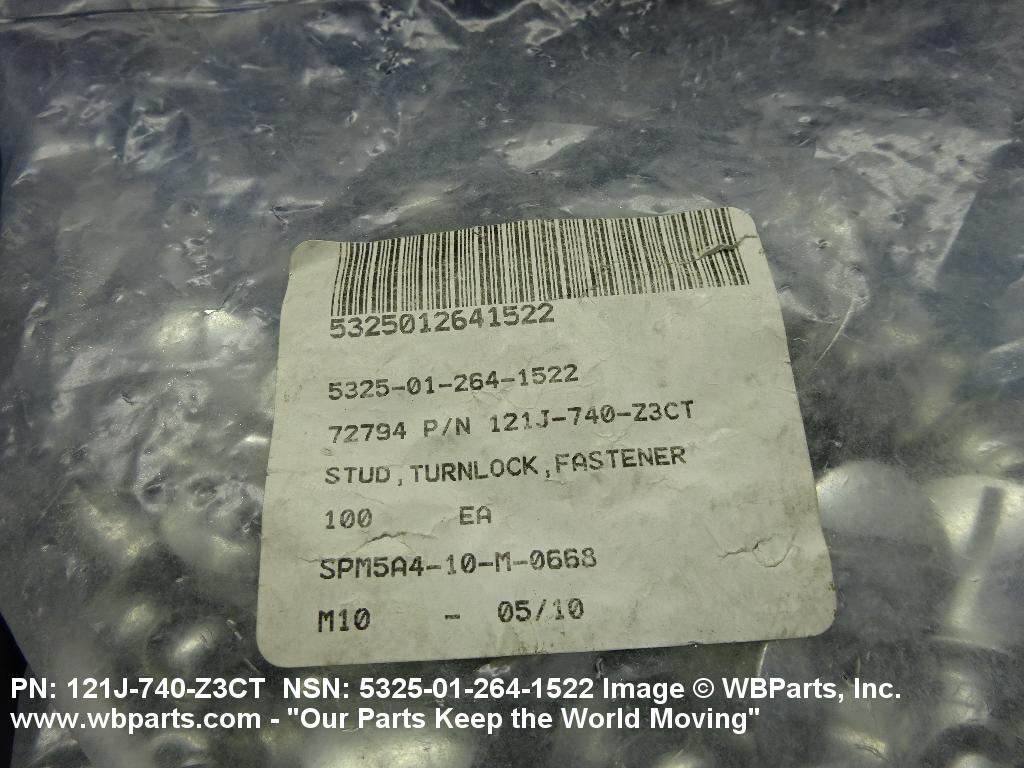 5325012641522
5325-01-264-1522
72794 P/N 121J-740-Z3CT
STUD,TURNLOCK,FASTENER
100 EA
SPM5A4-10-M-0668
M10 - 05/10
PN: 121J-740-Z3CT NSN: 5325-01-264-1522 Image © WBParts, Inc.
www.wbparts.com - "Our Parts Keep the World Moving"